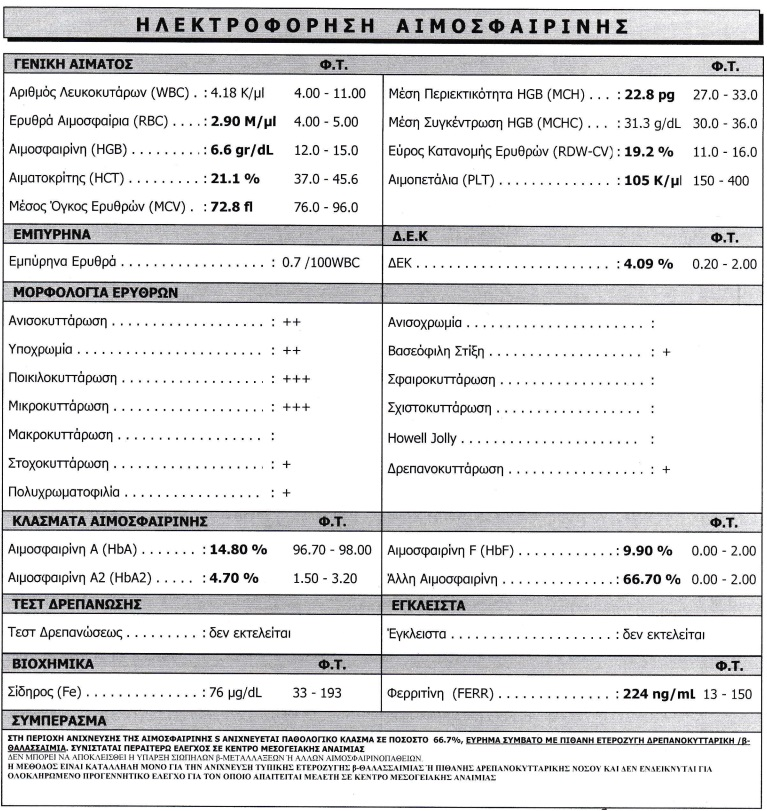 ΗΛΕΚΤΡΟΦΟΡΗΣΗ ΑΙΜΟΣΦΑΙΡΙΝΗΣ
ΓΕΝΙΚΗ ΑΙΜΑΤΟΣ Φ.Τ. Φ.Τ.
Αριθμός Λευκοκυτάρων (WBC) . : 4.18 K/μl 4.00 - 11.00
Ερυθρά Αιμοσφαίρια (RBC) . . . . : 2.90 M/μl 4.00 - 5.00
Αιμοσφαιρίνη (HGB) . . . . . . . . : 6.6 gr/dL 12.0 - 15.0
Αιματοκρίτης (HCT) . . . . . . . . : 21.1 % 37.0 - 45.6
Μέσος Όγκος Ερυθρών (MCV) . : 72.8 fl 76.0 - 96.0
Μέση Περιεκτικότητα HGB (MCH) . . . : 22.8 pg 27.0 - 33.0
Μέση Συγκέντρωση HGB (MCHC) . . . : 31.3 g/dL 30.0 - 36.0
Εύρος Κατανομής Ερυθρών (RDW-CV) : 19.2 % 11.0 - 16.0
Αιμοπετάλια (PLT) . . . . . . . . . . . . . : 105 K/μl 150 - 400
ΕΜΠΥΡΗΝΑ
Εμπύρηνα Ερυθρά . . . . . . . . . . . . . . . : 0.7 /100WBC
Δ.Ε.Κ Φ.Τ.
ΔΕΚ . . . . . . . . . . . . . . . . . . . . . . . : 4.09 % 0.20 - 2.00
ΜΟΡΦΟΛΟΓΙΑ ΕΡΥΘΡΩΝ
Ανισοκυττάρωση . . . . . . . . . . . . . . . . . . . : ++
Υποχρωμία . . . . . . . . . . . . . . . . . . . . . . . : ++
Ποικιλοκυττάρωση . . . . . . . . . . . . . . . . . . : +++
Μικροκυττάρωση . . . . . . . . . . . . . . . . . . . : +++
Μακροκυττάρωση . . . . . . . . . . . . . . . . . . :
Στοχοκυττάρωση . . . . . . . . . . . . . . . . . . . : +
Πολυχρωματοφιλία . . . . . . . . . . . . . . . . . : +
Ανισοχρωμία . . . . . . . . . . . . . . . . . . . . . . :
Βασεόφιλη Στίξη . . . . . . . . . . . . . . . . . . . : +
Σφαιροκυττάρωση . . . . . . . . . . . . . . . . . . :
Σχιστοκυττάρωση . . . . . . . . . . . . . . . . . . . :
Howell Jolly . . . . . . . . . . . . . . . . . . . . . . :
Δρεπανοκυττάρωση . . . . . . . . . . . . . . . . . : +
ΚΛΑΣΜΑΤΑ ΑΙΜΟΣΦΑΙΡΙΝΗΣ Φ.Τ. Φ.Τ.
Αιμοσφαιρίνη Α (HbA) . . . . . . . : 14.80 % 96.70 - 98.00
Αιμοσφαιρίνη Α2 (HbA2) . . . . . : 4.70 % 1.50 - 3.20
Αιμοσφαιρίνη F (HbF) . . . . . . . . . . . . : 9.90 % 0.00 - 2.00
Άλλη Αιμοσφαιρίνη . . . . . . . . . . . . . . : 66.70 % 0.00 - 2.00
ΤΕΣΤ ΔΡΕΠΑΝΩΣΗΣ
Τεστ Δρεπανώσεως . . . . . . . . . : δεν εκτελείται
ΕΓΚΛΕΙΣΤΑ
Έγκλειστα . . . . . . . . . . . . . . . . . . . : δεν εκτελείται
ΒΙΟΧΗΜΙΚΑ Φ.Τ. Φ.Τ.
Σίδηρος (Fe) . . . . . . . . . . . . . : 76 μg/dL 33 - 193
Φερριτίνη (FERR) . . . . . . . . . . . . . . : 224 ng/mL 13 - 150
ΣΥΜΠΕΡΑΣΜΑ
ΣΤΗ ΠΕΡΙΟΧΗ ΑΝΙΧΝΕΥΣΗΣ ΤΗΣ ΑΙΜΟΣΦΑΙΡΙΝΗΣ S ΑΝΙΧΝΕΥΕΤΑΙ ΠΑΘΟΛΟΓΙΚΟ ΚΛΑΣΜΑ ΣΕ ΠΟΣΟΣΤΟ 66.7%, ΕΥΡΗΜΑ ΣΥΜΒΑΤΟ ΜΕ ΠΙΘΑΝΗ ΕΤΕΡΟΖΥΓΗ ΔΡΕΠΑΝΟΚΥΤΤΑΡΙΚΗ /β-
ΘΑΛΑΣΣΑΙΜΙΑ. ΣΥΝΙΣΤΑΤΑΙ ΠΕΡΑΙΤΕΡΩ ΕΛΕΓΧΟΣ ΣΕ ΚΕΝΤΡΟ ΜΕΣΟΓΕΙΑΚΗΣ ΑΝΑΙΜΙΑΣ
ΔΕΝ ΜΠΟΡΕΙ ΝΑ ΑΠΟΚΛΕΙΣΘΕΙ Η ΥΠΑΡΞΗ ΣΙΩΠΗΛΩΝ β-ΜΕΤΑΛΛΑΞΕΩΝ Ή ΑΛΛΩΝ ΑΙΜΟΣΦΑΙΡΙΝΟΠΑΘΕΙΩΝ.
Η ΜΕΘΟΔΟΣ ΕΙΝΑΙ ΚΑΤΑΛΛΗΛΗ ΜΟΝΟ ΓΙΑ ΤΗΝ ΑΝΙΧΝΕΥΣΗ ΤΥΠΙΚΗΣ ΕΤΕΡΟΖΥΓΗΣ β-ΘΑΛΑΣΣΑΙΜΙΑΣ Ή ΠΙΘΑΝΗΣ ΔΡΕΠΑΝΟΚΥΤΤΑΡΙΚΗΣ ΝΟΣΟΥ ΚΑΙ ΔΕΝ ΕΝΔΕΙΚΝΥΤΑΙ ΓΙΑ
ΟΛΟΚΛΗΡΩΜΕΝΟ ΠΡΟΓΕΝΝΗΤΙΚΟ ΕΛΕΓΧΟ ΓΙΑ ΤΟΝ ΟΠΟΙΟ ΑΠΑΙΤΕΙΤΑΙ ΜΕΛΕΤΗ ΣΕ ΚΕΝΤΡΟ ΜΕΣΟΓΕΙΑΚΗΣ ΑΝΑΙΜΙΑΣ